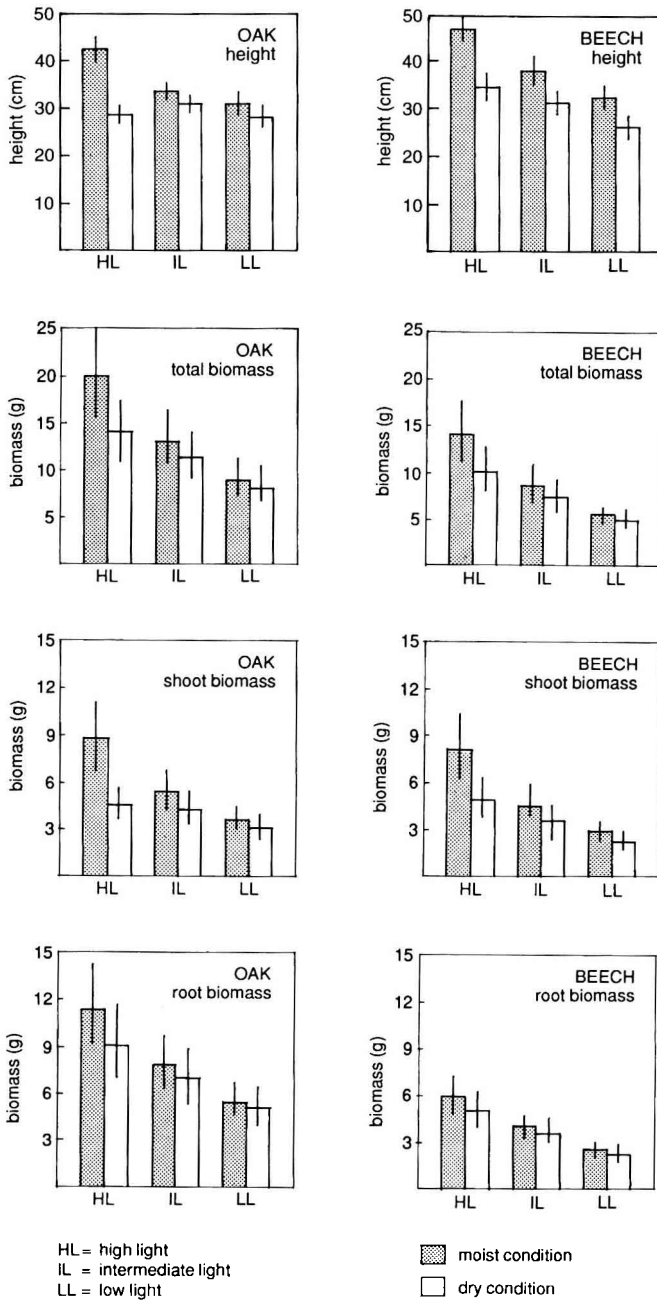 OAK
height
height (cm)
50
40
30
20
10
HL IL LL
BEECH
height
height (cm)
50
40
30
20
10
HL IL LL
OAK
total biomass
biomass (g)
25
20
15
10
5
HL IL LL
BEECH
total biomass
biomass (g)
25
20
15
10
5
HL IL LL
OAK
shoot biomass
biomass (g)
15
9
6
3
HL IL LL
BEECH
shoot biomass
biomass (g)
15
9
6
3
HL IL LL
OAK
root biomass
biomass (g)
15
12
9
6
3
HL IL LL
BEECH
root biomass
biomass (g)
15
12
9
6
3
HL IL LL
HL = high light
IL = intermediate light
LL = low light
moist condition
dry condition